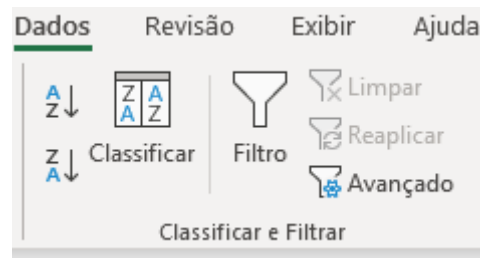 Dados Revisão Exibir Ajuda
A
Z
Z
A
Z A
A Z
Classificar
Filtro
Limpar
Reaplicar
Avançado
Classificar e Filtrar